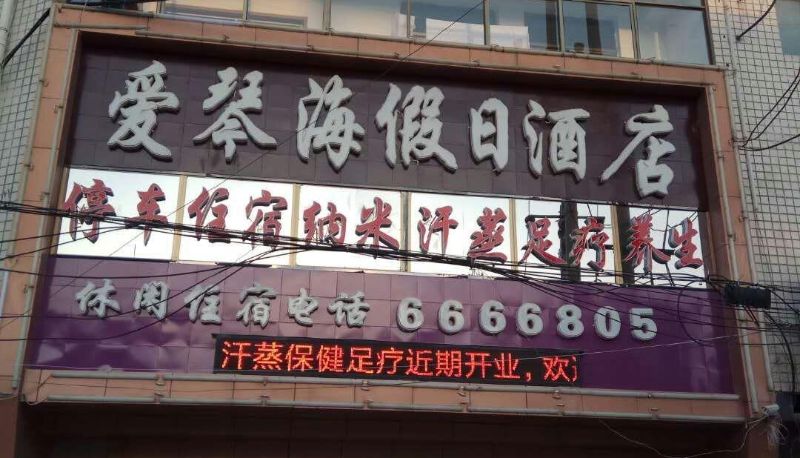 爱琴海假日酒店
停车住宿纳米汗蒸足疗养生
休闲住宿电话 6666805
汗蒸保健足疗近期开业，欢